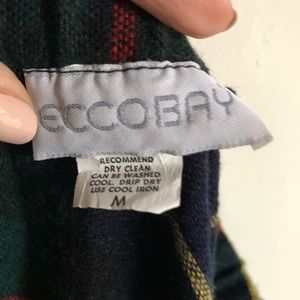 ECCOBAY
RECOMMEND
DRY CLEAN
CAN BE WASHED
COOL. DRIP DRY
USE COOL IRON
M